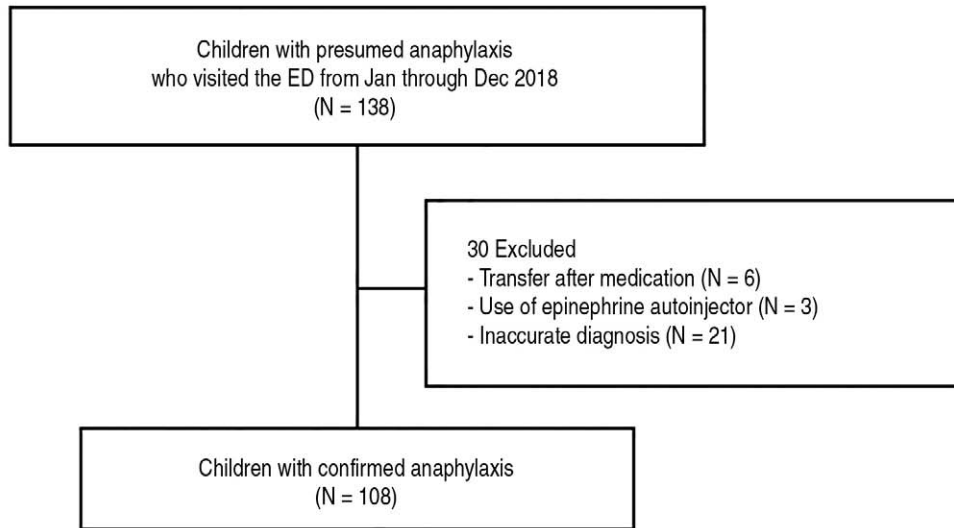 Children with presumed anaphylaxis
who visited the ED from Jan through Dec 2018
(N = 138)
30 Excluded
- Transfer after medication (N = 6)
- Use of epinephrine autoinjector (N = 3)
- Inaccurate diagnosis (N = 21)
Children with confirmed anaphylaxis
(N = 108)